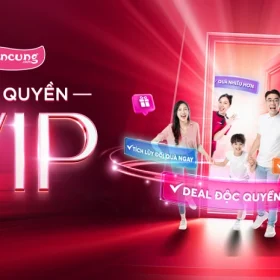 ncung
QUYỀN
VIP
QUÀ NHIỀU HƠN
TÍCH LŨY ĐỔI QUÀ NGAY
DEAL ĐỘC QUYỀN